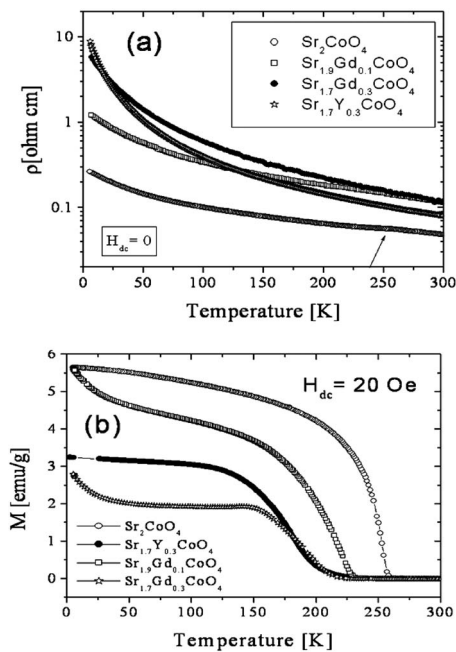 (a)
Sr₂CoO₄
Sr₁.₉Gd₀.₁CoO₄
Sr₁.₇Gd₀.₃CoO₄
Sr₁.₇Y₀.₃CoO₄
10
1
0.1
ρ[ohm cm]
H_dc= 0
0 50 100 150 200 250 300
Temperature [K]
6
5
4
3
2
1
0
M [emu/g]
H_dc= 20 Oe
(b)
Sr₂CoO₄
Sr₁.₇Y₀.₃CoO₄
Sr₁.₉Gd₀.₁CoO₄
Sr₁.₇Gd₀.₃CoO₄
0 50 100 150 200 250 300
Temperature [K]